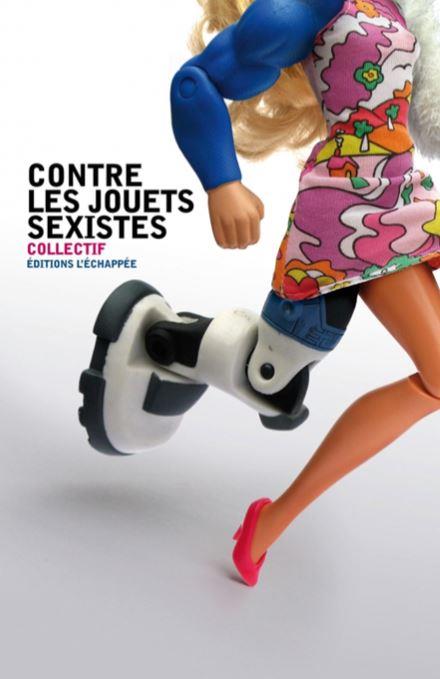 CONTRE
LES JOUETS
SEXISTES
COLLECTIF
ÉDITIONS L'ÉCHAPPÉE